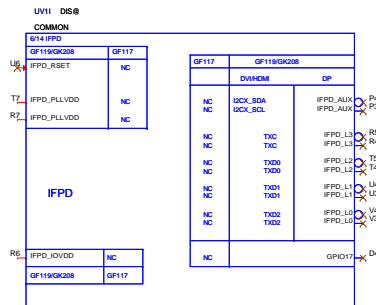 UV1I DIS@
COMMON
6/14 IFPD
GF119/GK208 GF117
U6 IFPD_RSET NC
T7 IFPD_PLLVDD NC
R7 IFPD_PLLVDD NC
IFPD
R6 IFPD_IOVDD NC
GF119/GK208 GF117
GF117 GF119/GK208
DVI/HDMI DP
NC I2CX_SDA IFPD_AUX
NC I2CX_SCL IFPD_AUX
NC TXC IFPD_L3
NC TXC IFPD_L3
NC TXD0 IFPD_L2
NC TXD0 IFPD_L2
NC TXD1 IFPD_L1
NC TXD1 IFPD_L1
NC TXD2 IFPD_L0
NC TXD2 IFPD_L0
NC GPIO17